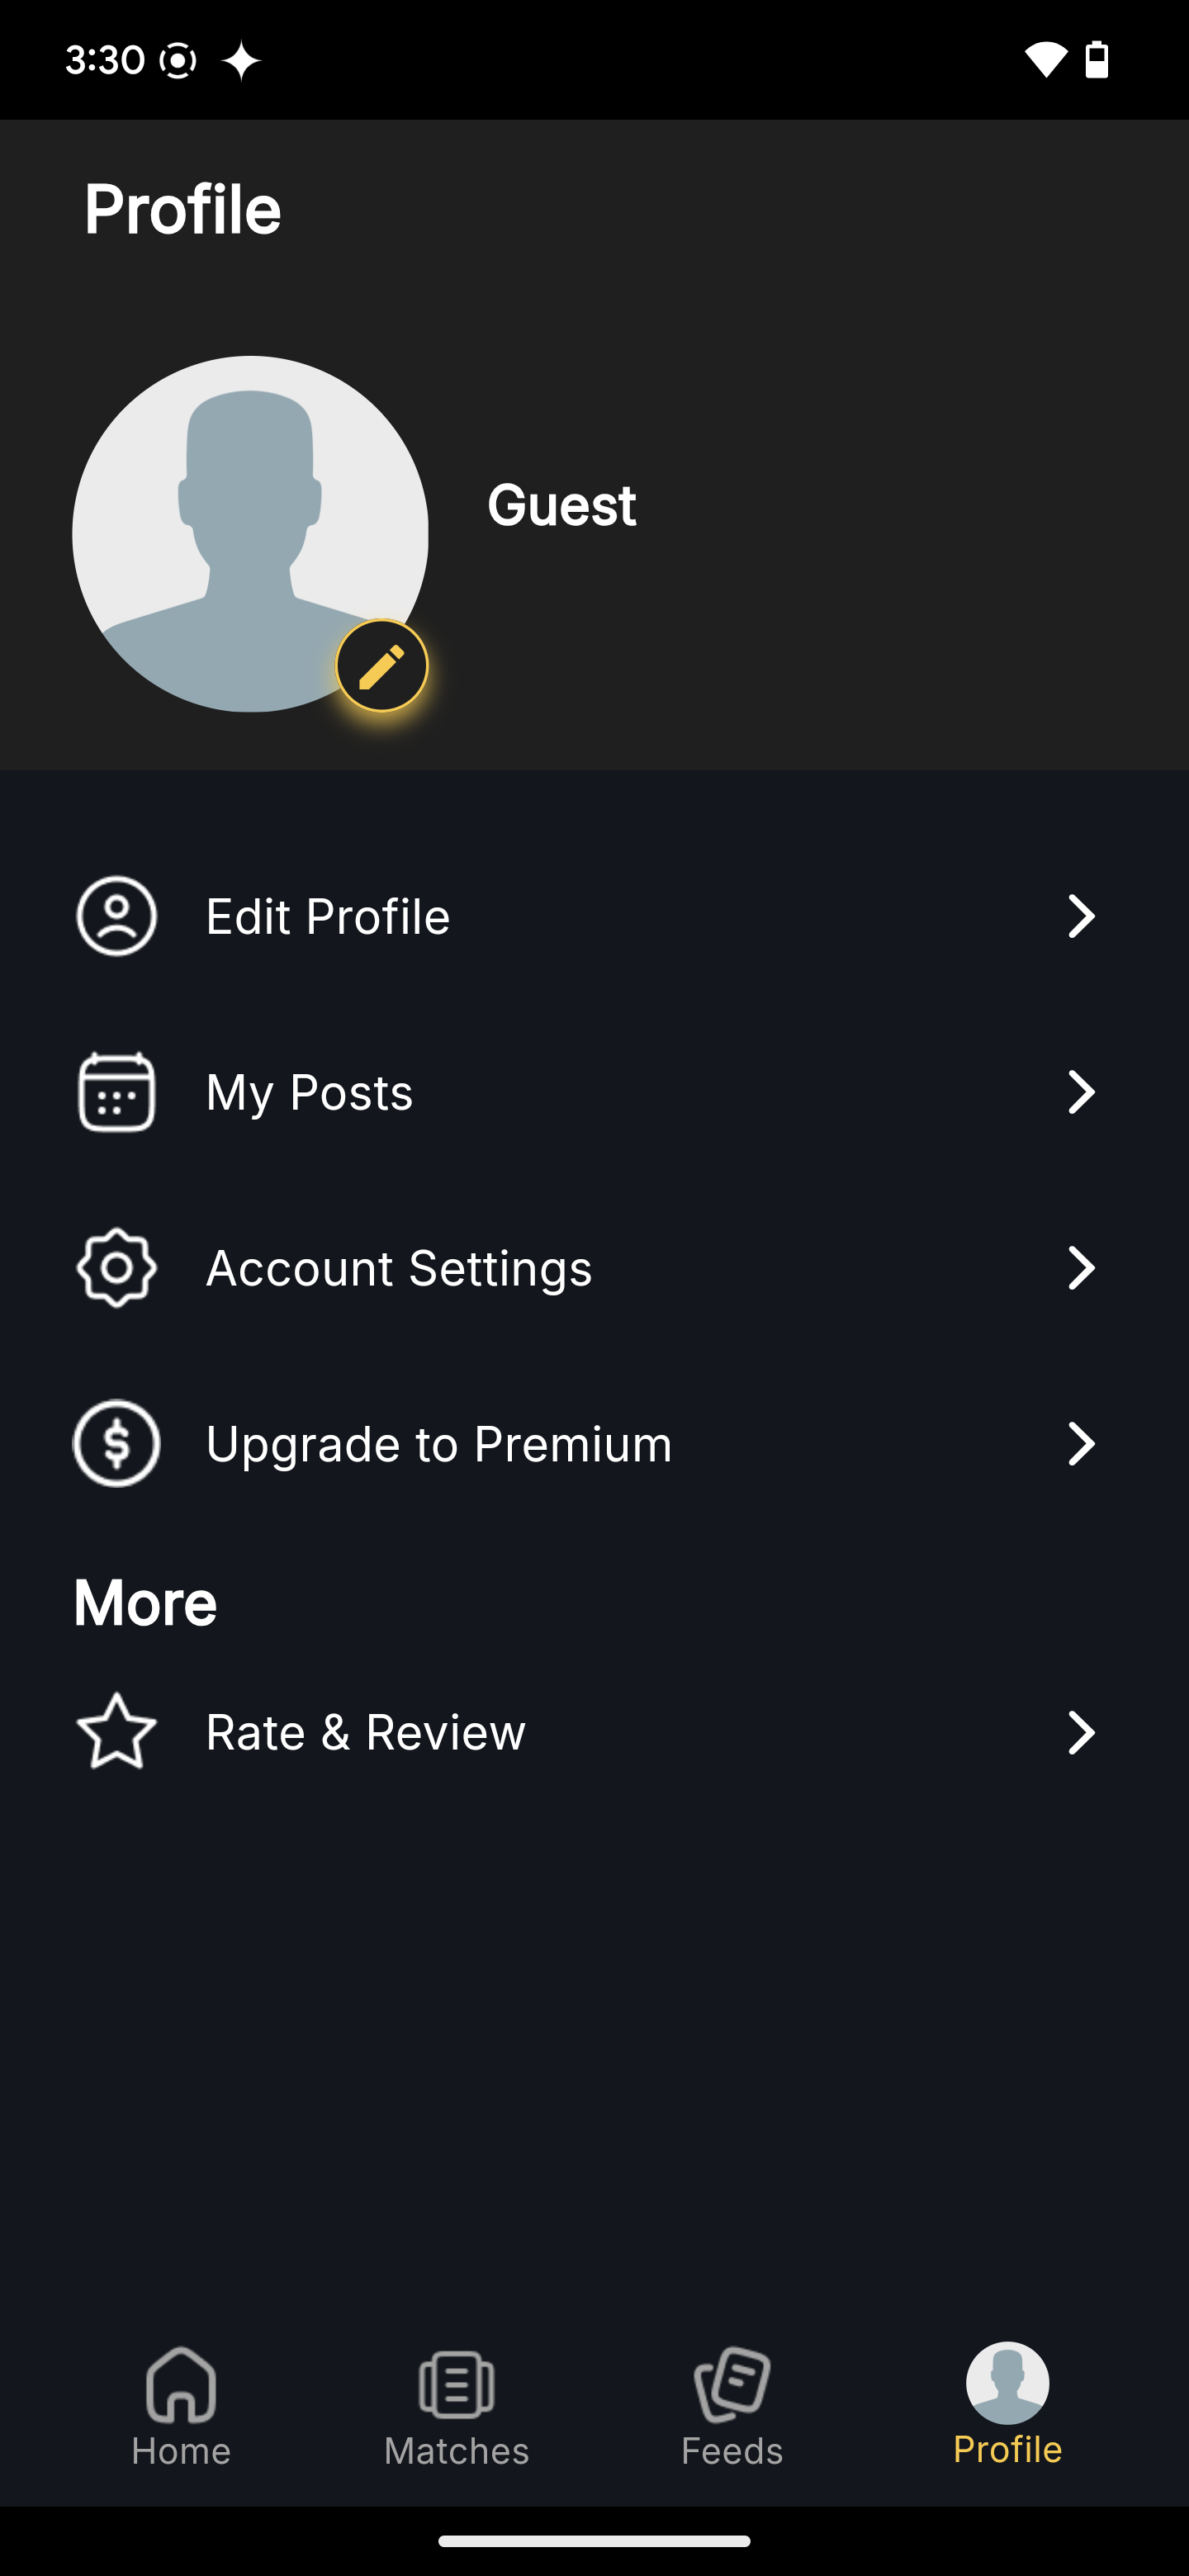 3:30
Profile
Guest
Edit Profile
My Posts
Account Settings
Upgrade to Premium
More
Rate & Review
Home
Matches
Feeds
Profile